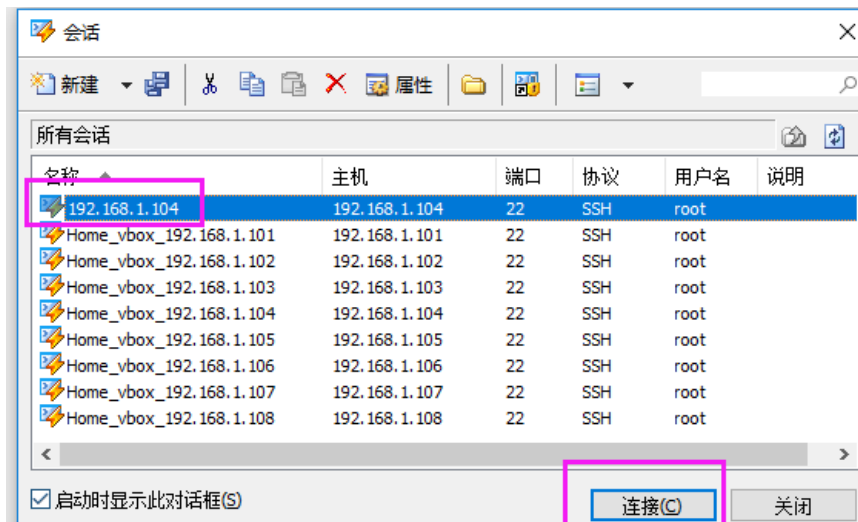 会话
新建 属性
所有会话
名称 主机 端口 协议 用户名 说明
192.168.1.104 192.168.1.104 22 SSH root
Home_vbox_192.168.1.101 192.168.1.101 22 SSH root
Home_vbox_192.168.1.102 192.168.1.102 22 SSH root
Home_vbox_192.168.1.103 192.168.1.103 22 SSH root
Home_vbox_192.168.1.104 192.168.1.104 22 SSH root
Home_vbox_192.168.1.105 192.168.1.105 22 SSH root
Home_vbox_192.168.1.106 192.168.1.106 22 SSH root
Home_vbox_192.168.1.107 192.168.1.107 22 SSH root
Home_vbox_192.168.1.108 192.168.1.108 22 SSH root
启动时显示此对话框(S) 连接(C) 关闭